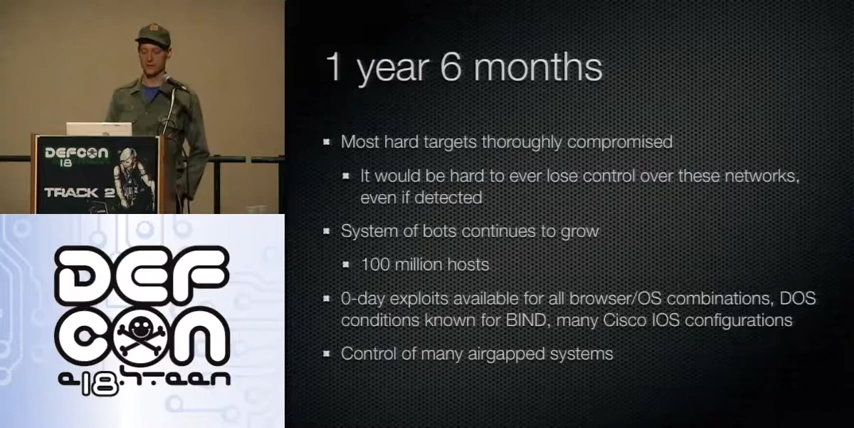 DEFCON
18
TRACK 2
DEF
CON
e18hteen
1 year 6 months
Most hard targets thoroughly compromised
It would be hard to ever lose control over these networks,
even if detected
System of bots continues to grow
100 million hosts
0-day exploits available for all browser/OS combinations, DOS
conditions known for BIND, many Cisco IOS configurations
Control of many airgapped systems